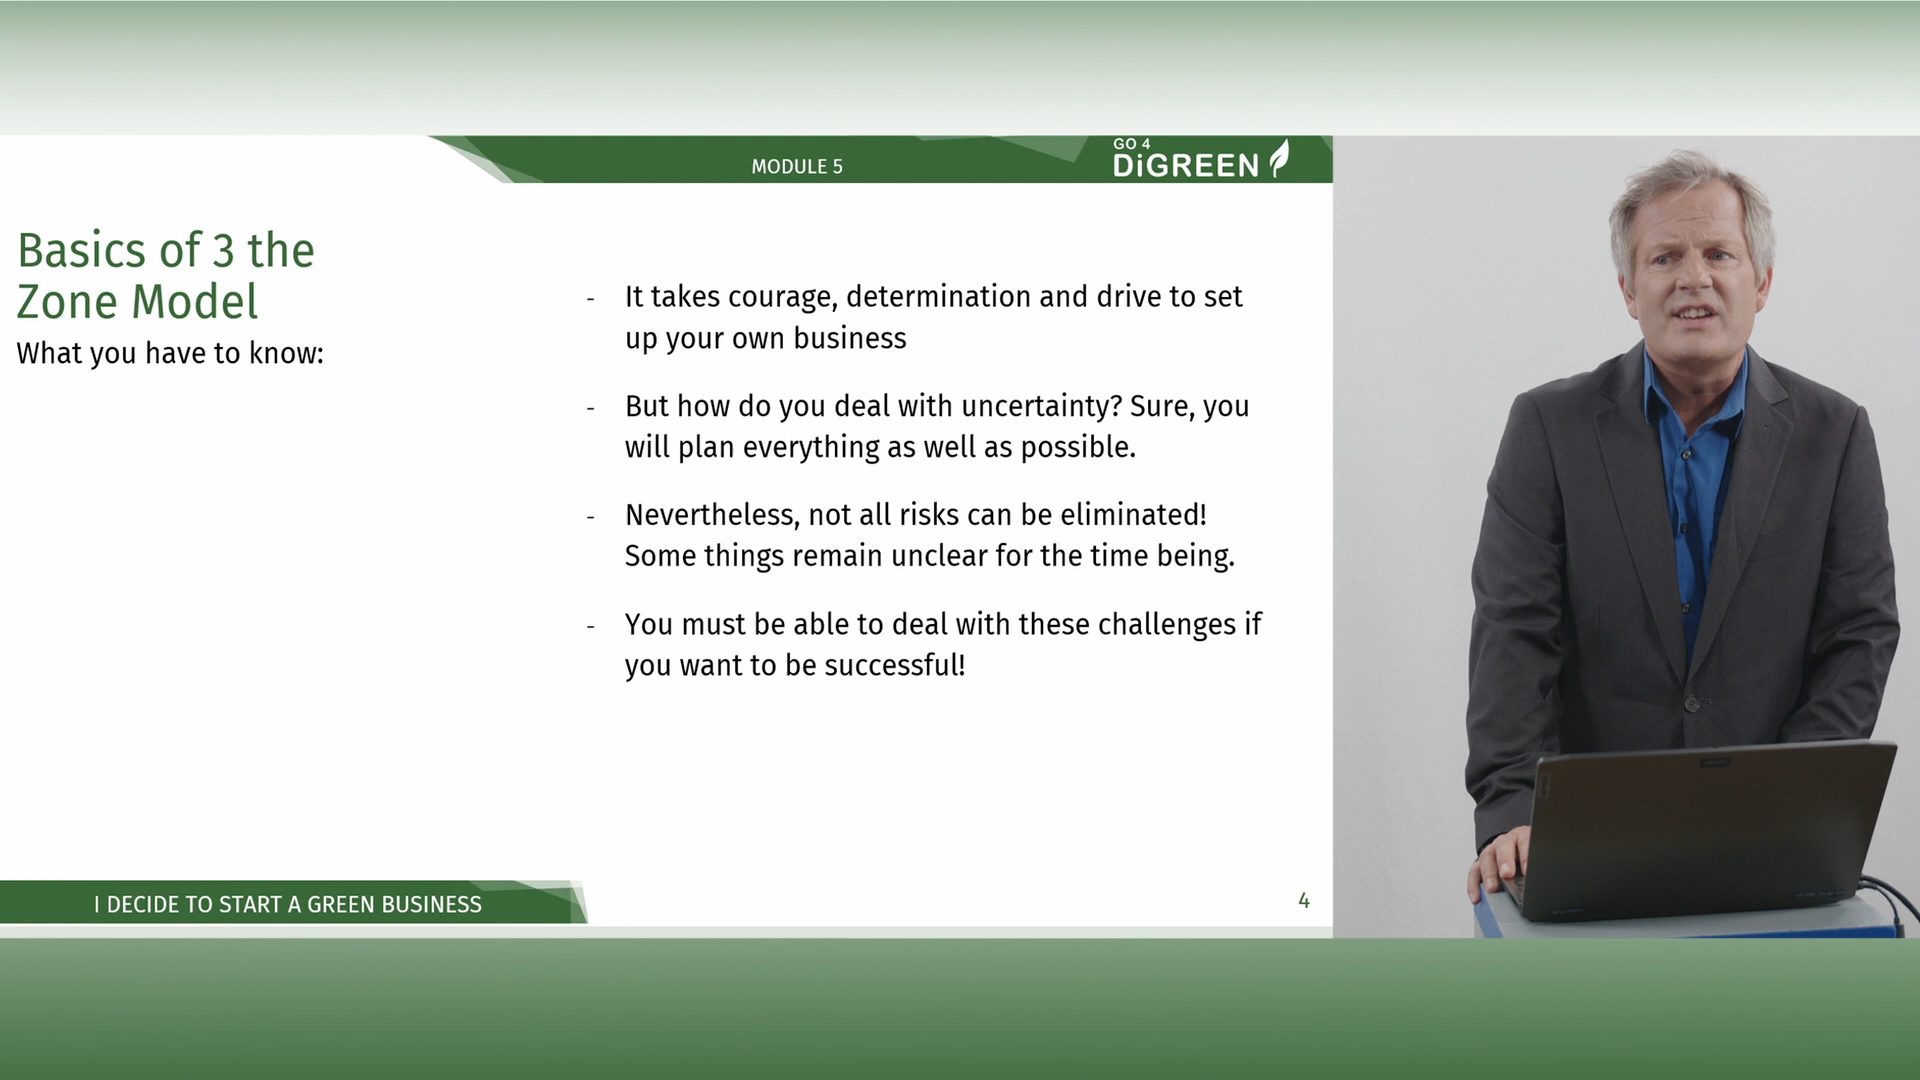 MODULE 5
GO 4
DiGREEN
Basics of 3 the
Zone Model
What you have to know:
- It takes courage, determination and drive to set
up your own business
- But how do you deal with uncertainty? Sure, you
will plan everything as well as possible.
- Nevertheless, not all risks can be eliminated!
Some things remain unclear for the time being.
- You must be able to deal with these challenges if
you want to be successful!
I DECIDE TO START A GREEN BUSINESS
4